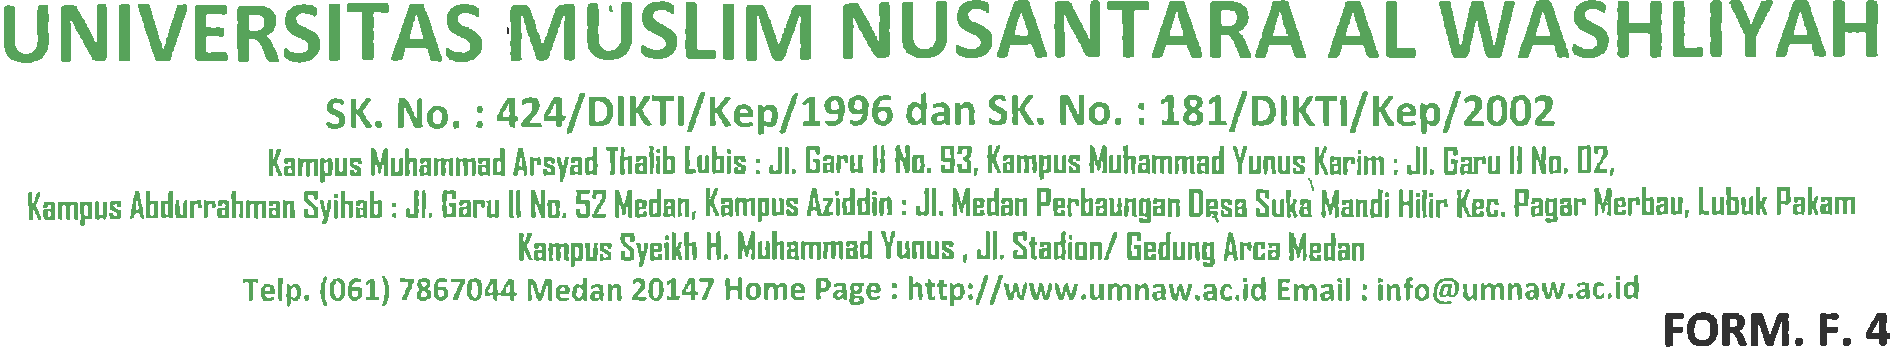 UNIVERSITAS MUSLIM NUSANTARA AL WASHLIYAH
SK. No. : 424/DIKTI/Kep/1996 dan SK. No. : 181/DIKTI/Kep/2002
Kampus Muhammad Arsyad Thalib Lubis : Jl. Garu II No. 93, Kampus Muhammad Yunus Karim : Jl. Garu II No. 02,
Kampus Abdurrahman Syihab : Jl. Garu II No. 52 Medan, Kampus Aziddin : Jl. Medan Perbaungan Desa Suka Mandi Hilir Kec. Pagar Merbau, Lubuk Pakam
Kampus Syeikh H. Muhammad Yunus , Jl. Stadion/ Gedung Arca Medan
Telp. (061) 7867044 Medan 20147 Home Page : http://www.umnaw.ac.id Email : info@umnaw.ac.id
FORM. F. 4